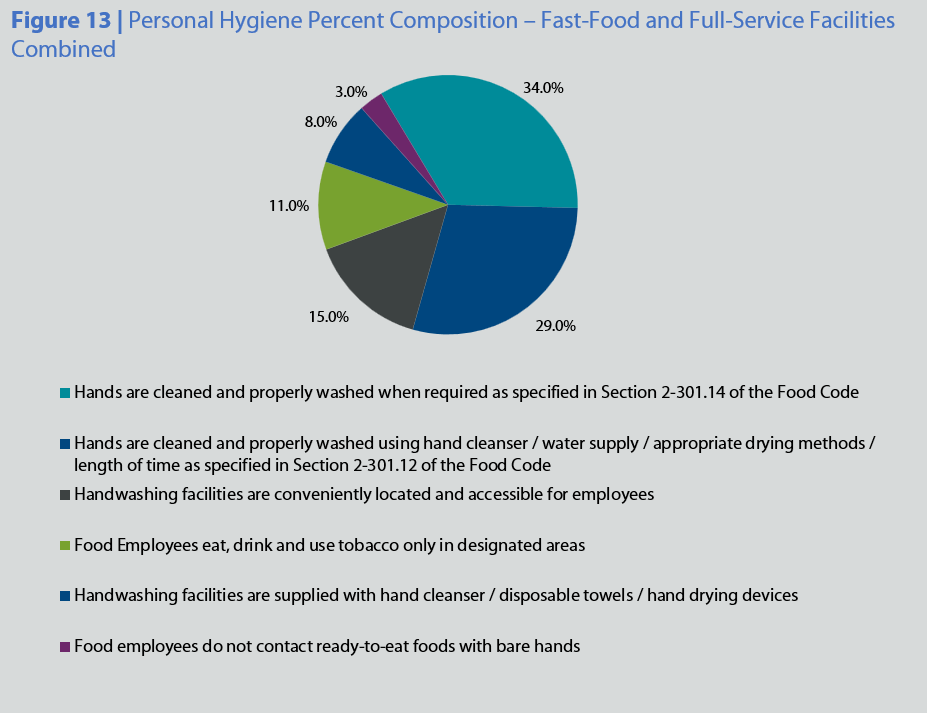 Figure 13 | Personal Hygiene Percent Composition – Fast-Food and Full-Service Facilities
Combined
3.0%
34.0%
8.0%
11.0%
15.0%
29.0%
Hands are cleaned and properly washed when required as specified in Section 2-301.14 of the Food Code
Hands are cleaned and properly washed using hand cleanser / water supply / appropriate drying methods /
length of time as specified in Section 2-301.12 of the Food Code
Handwashing facilities are conveniently located and accessible for employees
Food Employees eat, drink and use tobacco only in designated areas
Handwashing facilities are supplied with hand cleanser / disposable towels / hand drying devices
Food employees do not contact ready-to-eat foods with bare hands